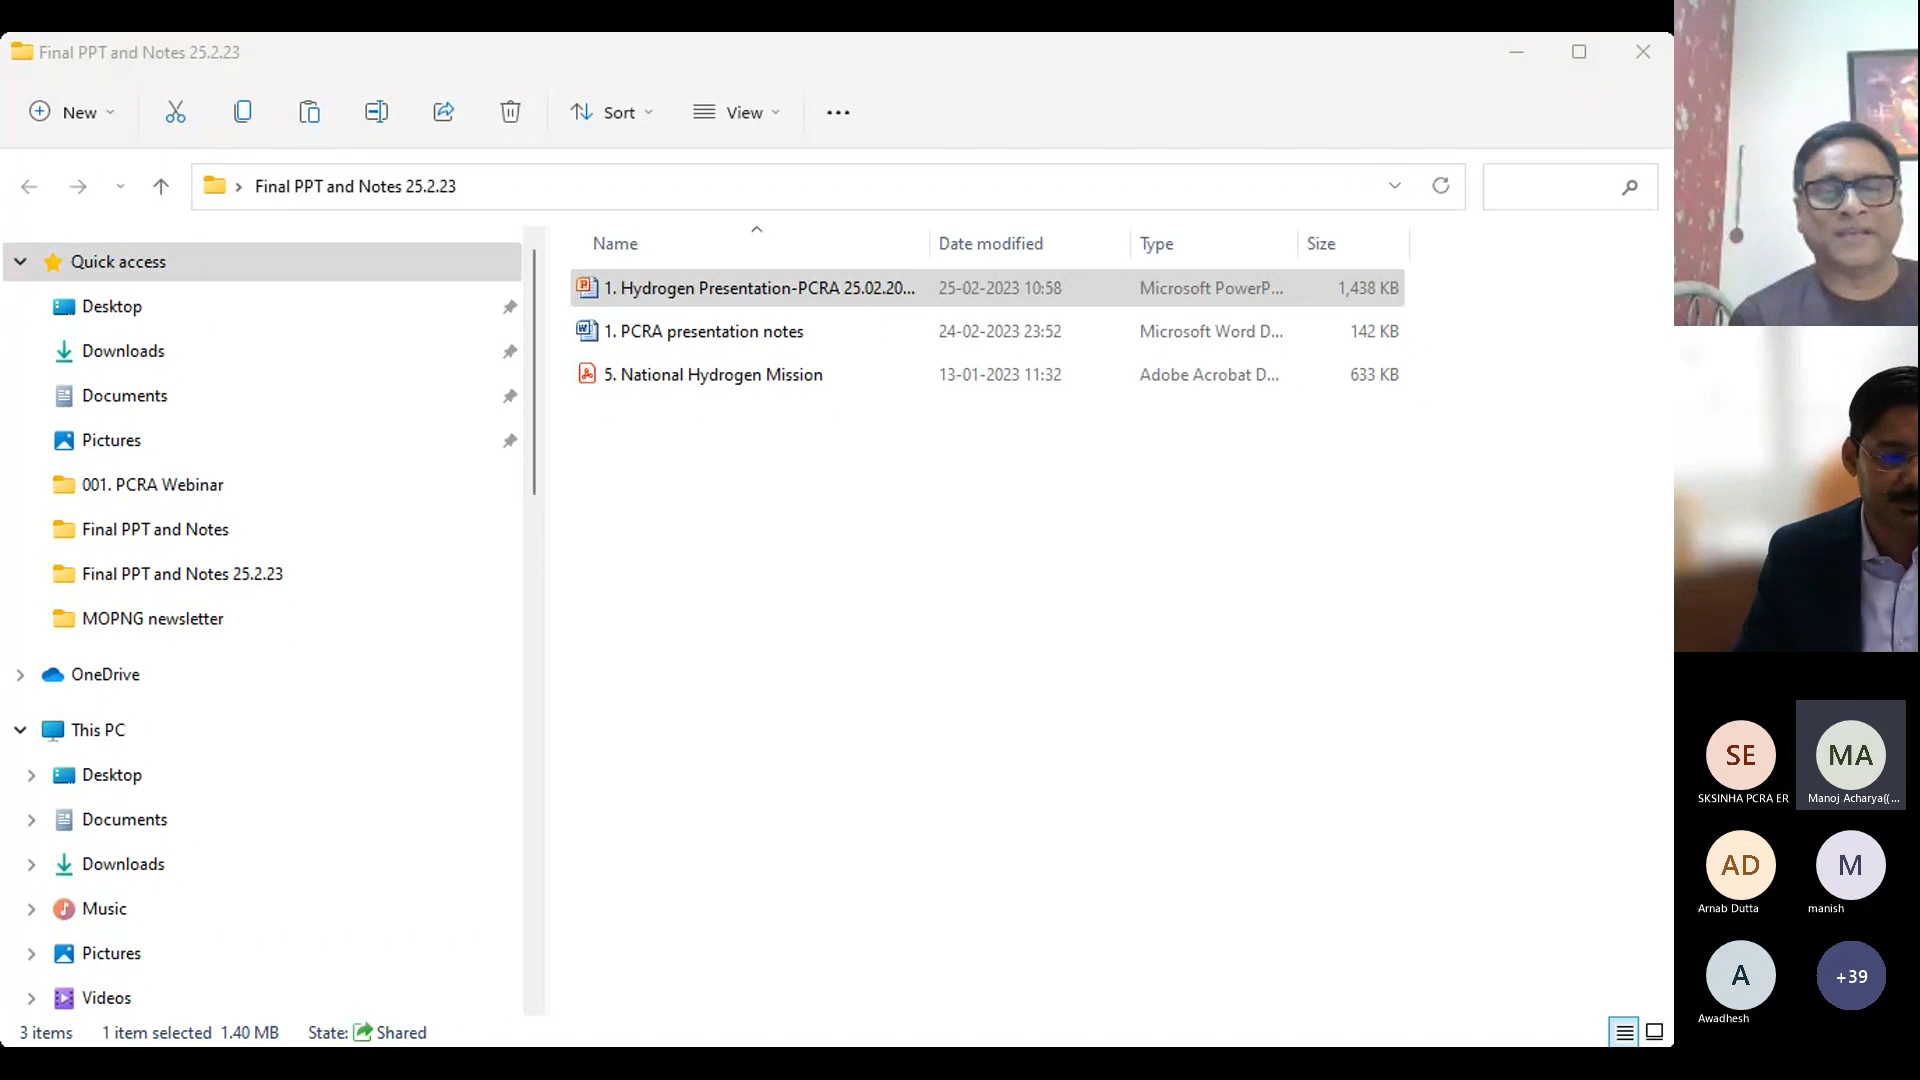 Final PPT and Notes 25.2.23
New
Sort
View
Final PPT and Notes 25.2.23
Name Date modified Type Size
Quick access
1. Hydrogen Presentation-PCRA 25.02.20... 25-02-2023 10:58 Microsoft PowerP... 1,438 KB
Desktop
1. PCRA presentation notes 24-02-2023 23:52 Microsoft Word D... 142 KB
Downloads
5. National Hydrogen Mission 13-01-2023 11:32 Adobe Acrobat D... 633 KB
Documents
Pictures
001. PCRA Webinar
Final PPT and Notes
Final PPT and Notes 25.2.23
MOPNG newsletter
OneDrive
This PC
Desktop
Documents
Downloads
Music
Pictures
Videos
3 items 1 item selected 1.40 MB State: Shared
SE MA
SKSINHA PCRA ER Manoj Acharya((...
AD M
Arnab Dutta manish
A +39
Awadhesh